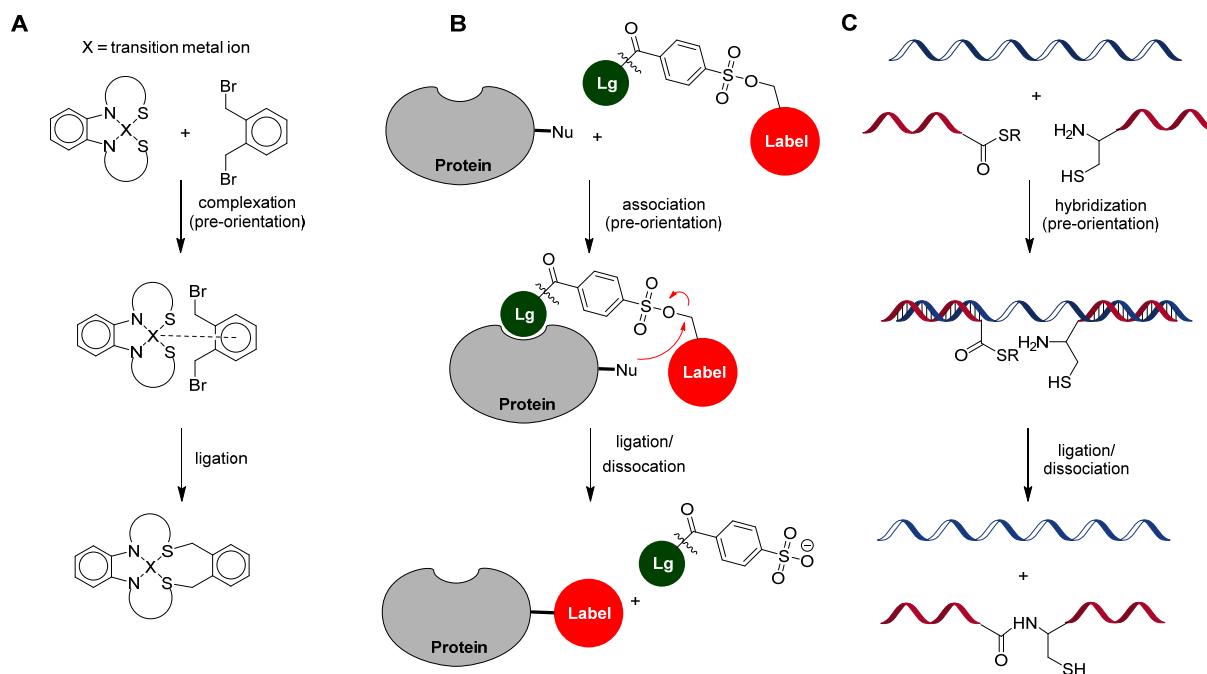 A
X = transition metal ion
N
S
X
N
S
+
Br
Br
complexation
(pre-orientation)
N
S
X
N
S
Br
Br
ligation
N
S
X
N
S
B
O
Lg
O
S
O
O
Label
Nu
+
Protein
association
(pre-orientation)
O
Lg
O
S
O
O
Nu
Label
Protein
ligation/
dissocation
O
Lg
O
S
O
O
⊖
Label
+
Protein
C
+
SR
O
H2N
HS
hybridization
(pre-orientation)
O
SR
H2N
HS
ligation/
dissociation
+
HN
O
SH